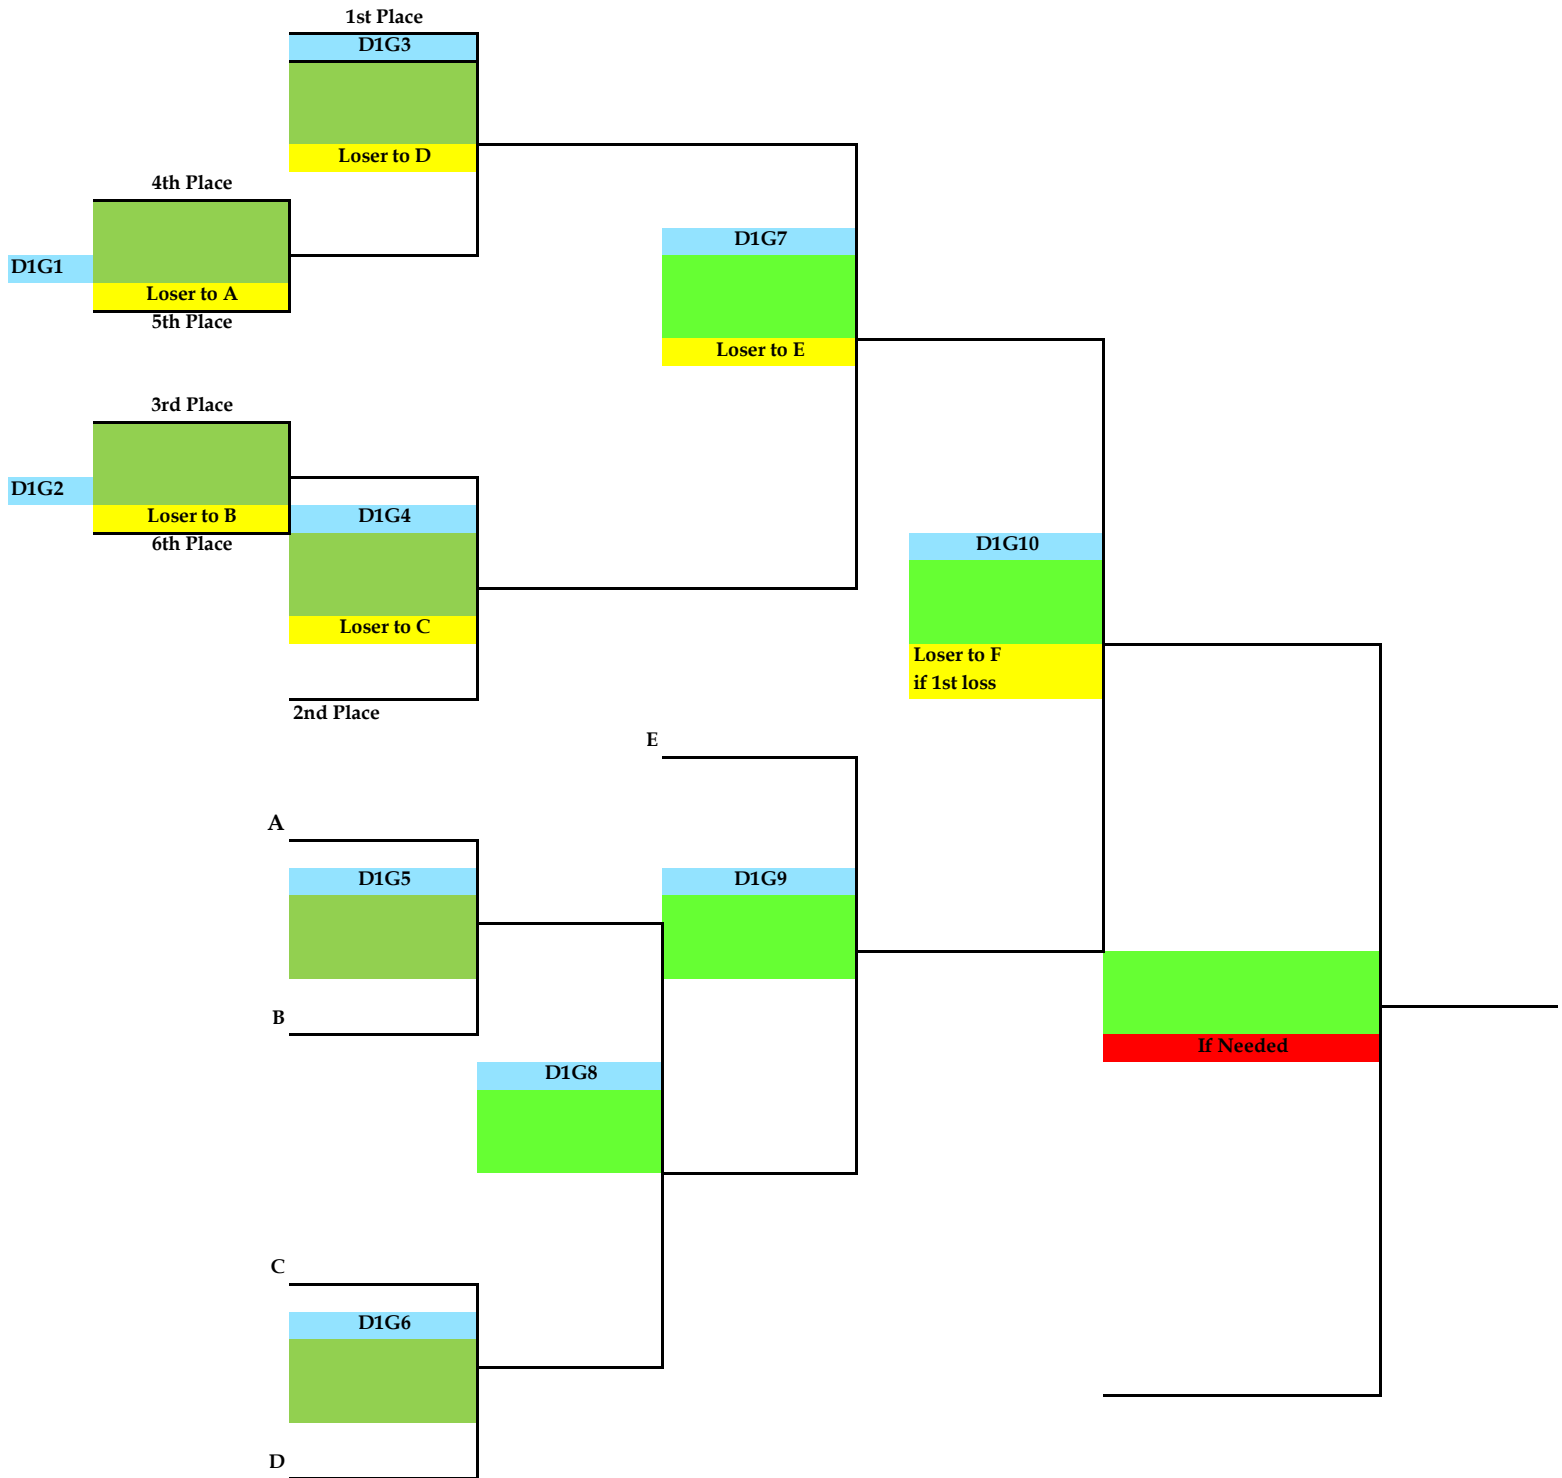 1st Place
D1G3
Loser to D
4th Place
D1G1
Loser to A
5th Place
D1G7
Loser to E
3rd Place
D1G2
Loser to B
6th Place
D1G4
Loser to C
2nd Place
D1G10
Loser to F
if 1st loss
E
A
D1G5
B
D1G9
D1G8
If Needed
C
D1G6
D